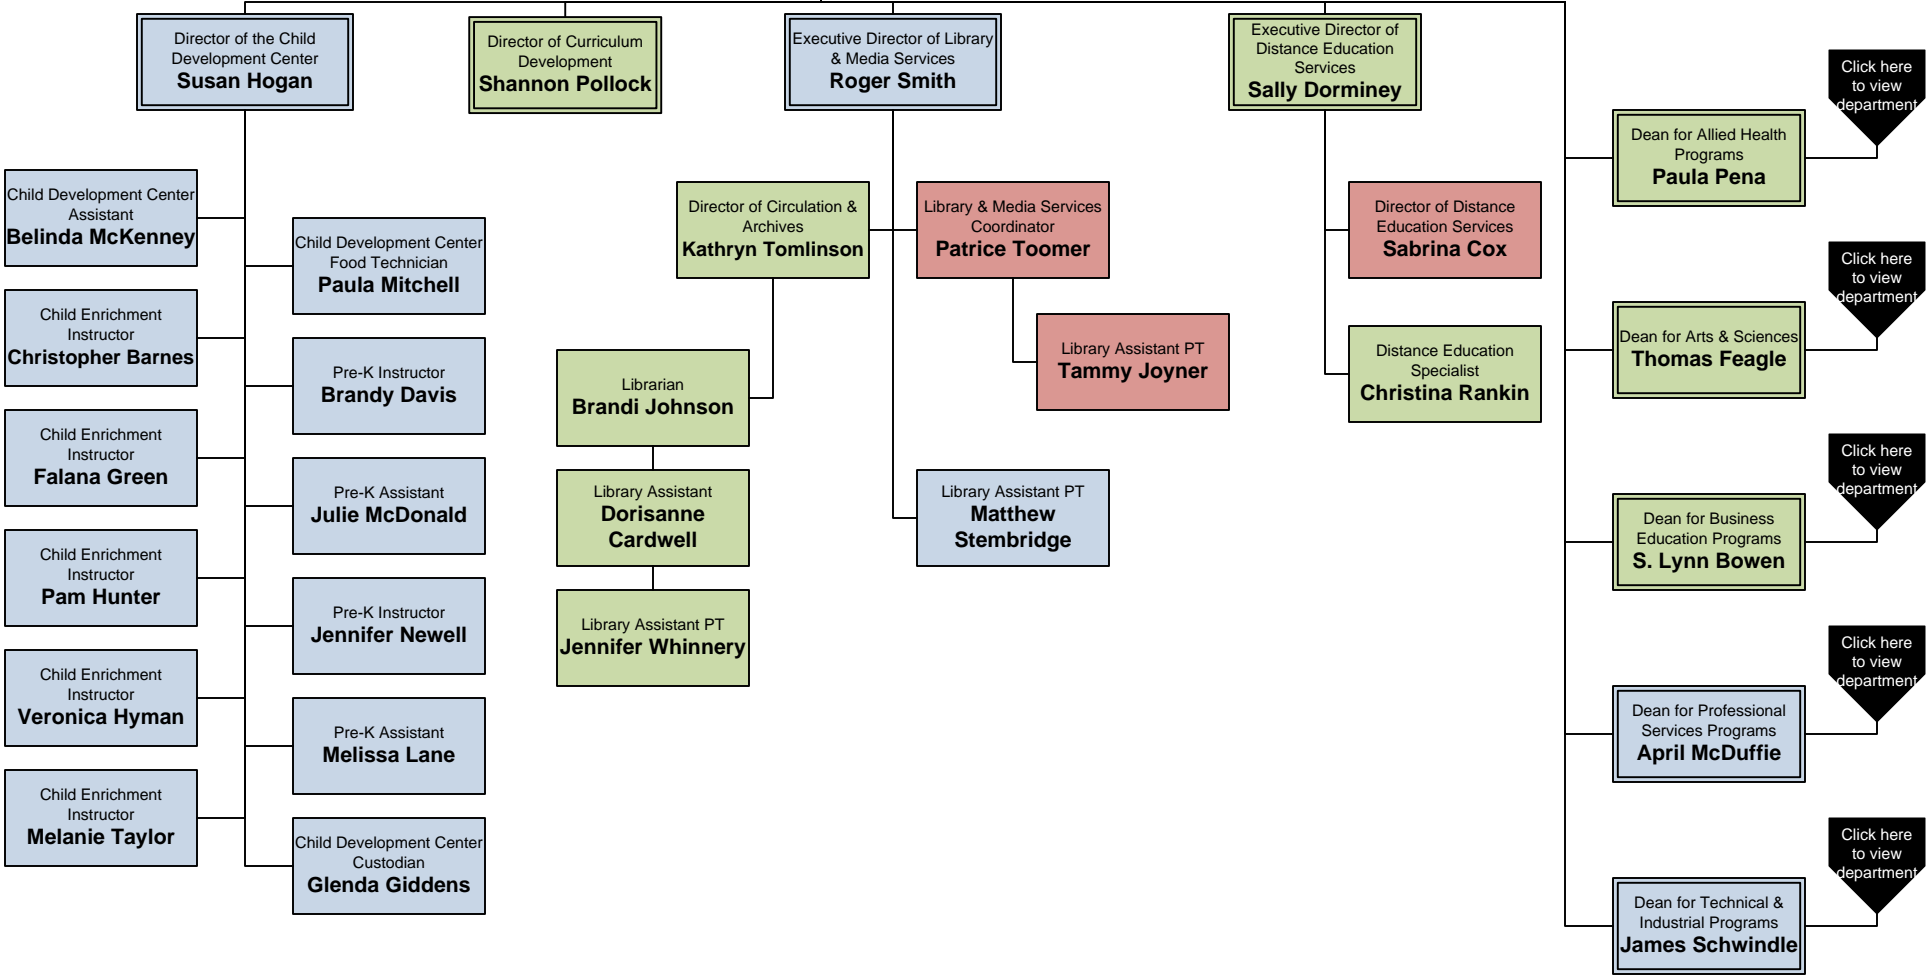 Director of the Child
Development Center
Susan Hogan
Director of Curriculum
Development
Shannon Pollock
Executive Director of Library
& Media Services
Roger Smith
Executive Director of
Distance Education
Services
Sally Dorminey
Child Development Center
Assistant
Belinda McKenney
Child Enrichment
Instructor
Christopher Barnes
Child Enrichment
Instructor
Falana Green
Child Enrichment
Instructor
Pam Hunter
Child Enrichment
Instructor
Veronica Hyman
Child Enrichment
Instructor
Melanie Taylor
Child Development Center
Food Technician
Paula Mitchell
Pre-K Instructor
Brandy Davis
Pre-K Assistant
Julie McDonald
Pre-K Instructor
Jennifer Newell
Pre-K Assistant
Melissa Lane
Child Development Center
Custodian
Glenda Giddens
Director of Circulation &
Archives
Kathryn Tomlinson
Librarian
Brandi Johnson
Library Assistant
Dorisanne
Cardwell
Library Assistant PT
Jennifer Whinnery
Library & Media Services
Coordinator
Patrice Toomer
Library Assistant PT
Tammy Joyner
Library Assistant PT
Matthew
Stembridge
Director of Distance
Education Services
Sabrina Cox
Distance Education
Specialist
Christina Rankin
Dean for Allied Health
Programs
Paula Pena
Click here
to view
department
Dean for Arts & Sciences
Thomas Feagle
Click here
to view
department
Dean for Business
Education Programs
S. Lynn Bowen
Click here
to view
department
Dean for Professional
Services Programs
April McDuffie
Click here
to view
department
Dean for Technical &
Industrial Programs
James Schwindle
Click here
to view
department